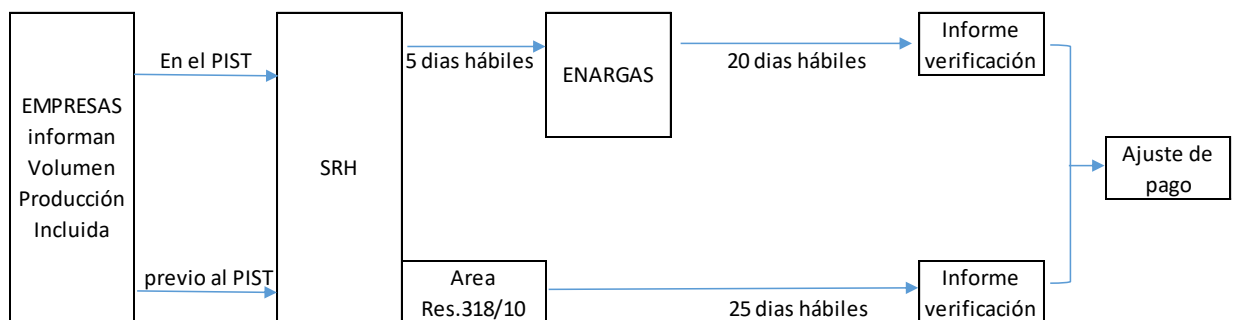 EMPRESAS
informan
Volumen
Producción
Incluida
En el PIST
previo al PIST
SRH
5 dias hábiles
ENARGAS
20 dias hábiles
Informe
verificación
Area
Res.318/10
25 dias hábiles
Informe
verificación
Ajuste de
pago